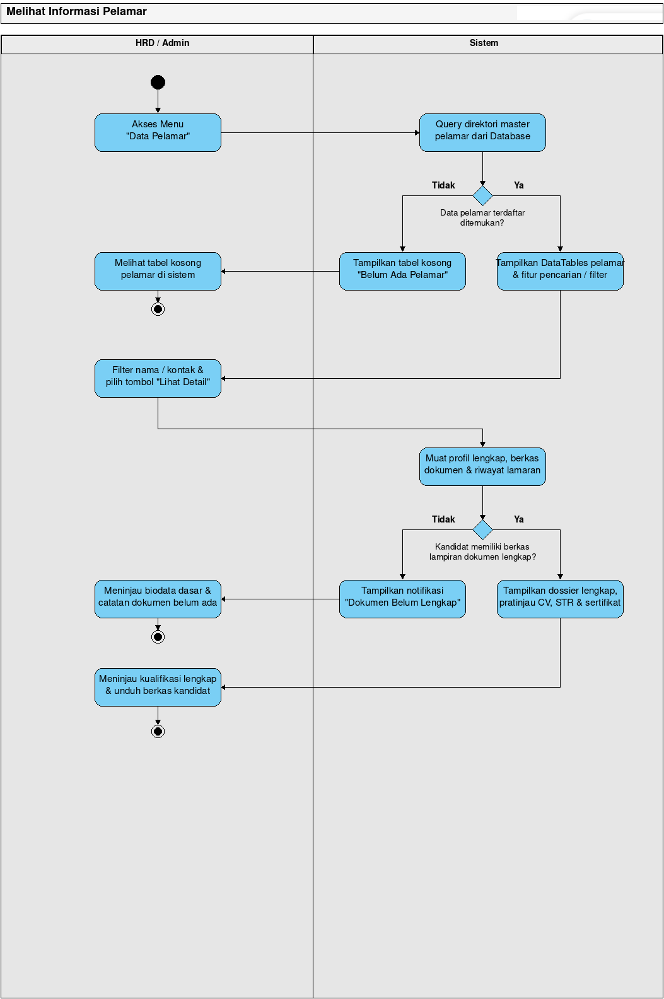 Melihat Informasi Pelamar
HRD / Admin
Sistem
Akses Menu
"Data Pelamar"
Query direktori master
pelamar dari Database
Tidak
Ya
Data pelamar terdaftar
ditemukan?
Melihat tabel kosong
pelamar di sistem
Tampilkan tabel kosong
"Belum Ada Pelamar"
Tampilkan DataTables pelamar
& fitur pencarian / filter
Filter nama / kontak &
pilih tombol "Lihat Detail"
Muat profil lengkap, berkas
dokumen & riwayat lamaran
Tidak
Ya
Kandidat memiliki berkas
lampiran dokumen lengkap?
Meninjau biodata dasar &
catatan dokumen belum ada
Tampilkan notifikasi
"Dokumen Belum Lengkap"
Tampilkan dossier lengkap,
pratinjau CV, STR & sertifikat
Meninjau kualifikasi lengkap
& unduh berkas kandidat